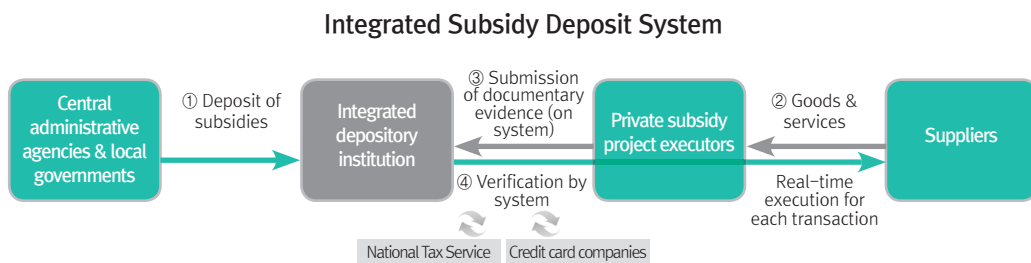 Integrated Subsidy Deposit System
Central
administrative
agencies & local
governments
① Deposit of
subsidies
Integrated
depository
institution
③ Submission
of documentary
evidence (on
system)
④ Verification by
system
National Tax Service
Credit card companies
Private subsidy
project executors
② Goods &
services
Real-time
execution for
each transaction
Suppliers